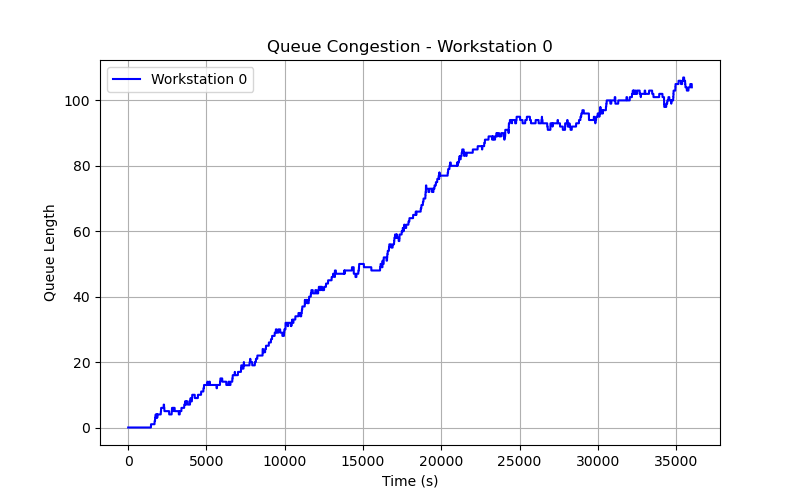 Queue Congestion - Workstation 0
Workstation 0
Queue Length
100
80
60
40
20
0
0 5000 10000 15000 20000 25000 30000 35000
Time (s)